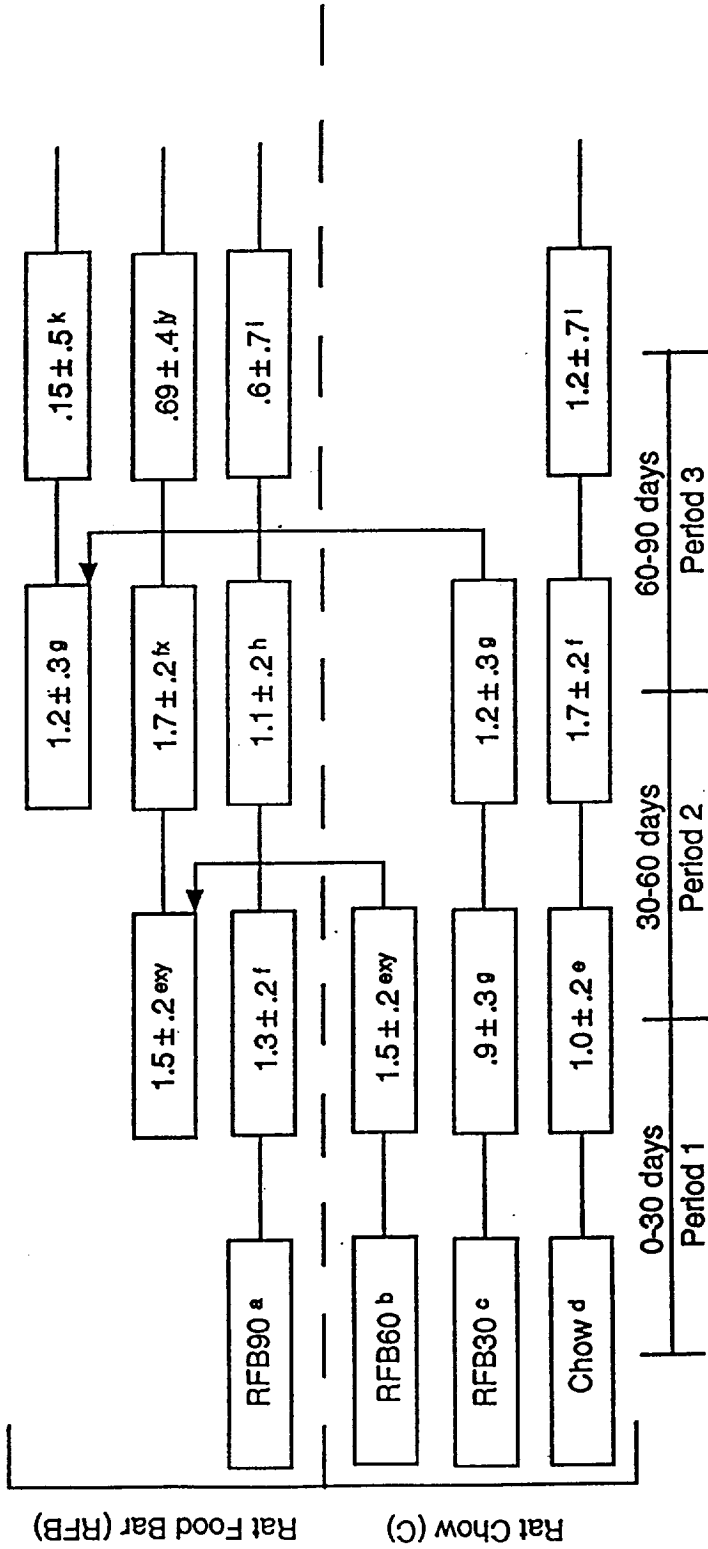 Rat Food Bar (RFB)
Rat Chow (C)
1.2 ± .3 g
.15 ± .5 k
1.5 ± .2 exy
1.7 ± .2 fx
.69 ± .4 jy
RFB90 a
1.3 ± .2 f
1.1 ± .2 h
.6 ± .7 l
RFB60 b
1.5 ± .2 exy
RFB30 c
.9 ± .3 g
1.2 ± .3 g
Chow d
1.0 ± .2 e
1.7 ± .2 f
1.2 ± .7 l
0-30 days
30-60 days
60-90 days
Period 1
Period 2
Period 3